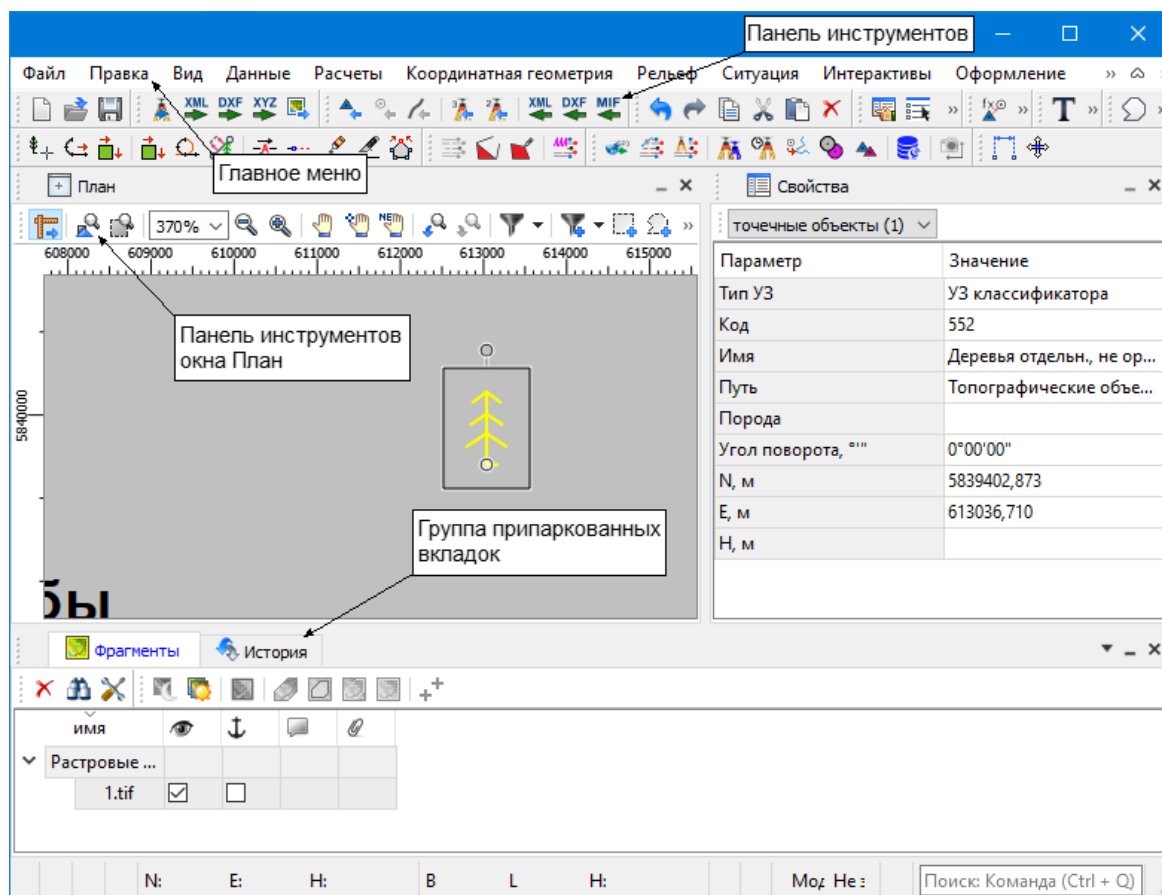 Панель инструментов
Файл Правка Вид Данные Расчеты Координатная геометрия Рельеф Ситуация Интерактивы Оформление »
XML DXF XYZ XML DXF MIF » » T » »
Главное меню
План Свойства
370% NE »
точечные объекты (1)
608000 609000 610000 611000 612000 613000 614000 615000
Параметр Значение
Тип УЗ УЗ классификатора
Код 552
Имя Деревья отдельн., не ор...
Путь Топографические объе...
Порода
Угол поворота, °'" 0°00'00"
N, м 5839402,873
E, м 613036,710
H, м
Панель инструментов
окна План
5840000
Группа припаркованных
вкладок
бы
Фрагменты История
имя
Растровые ...
1.tif
N: E: H: B L H: Мод Не з Поиск: Команда (Ctrl + Q)